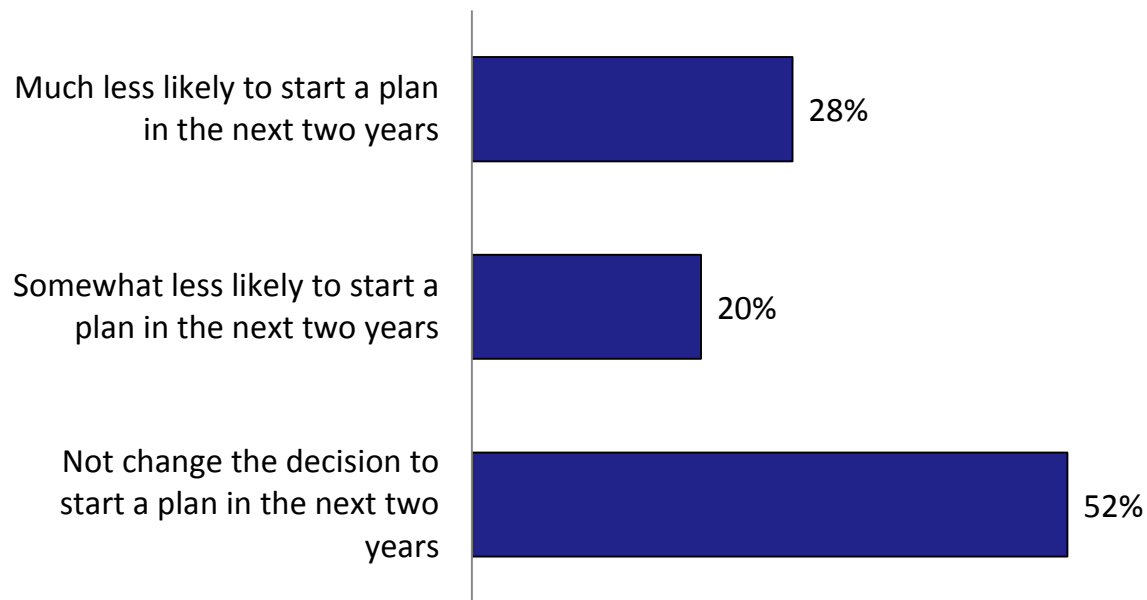 Much less likely to start a plan
in the next two years
28%
Somewhat less likely to start a
plan in the next two years
20%
Not change the decision to
start a plan in the next two
years
52%